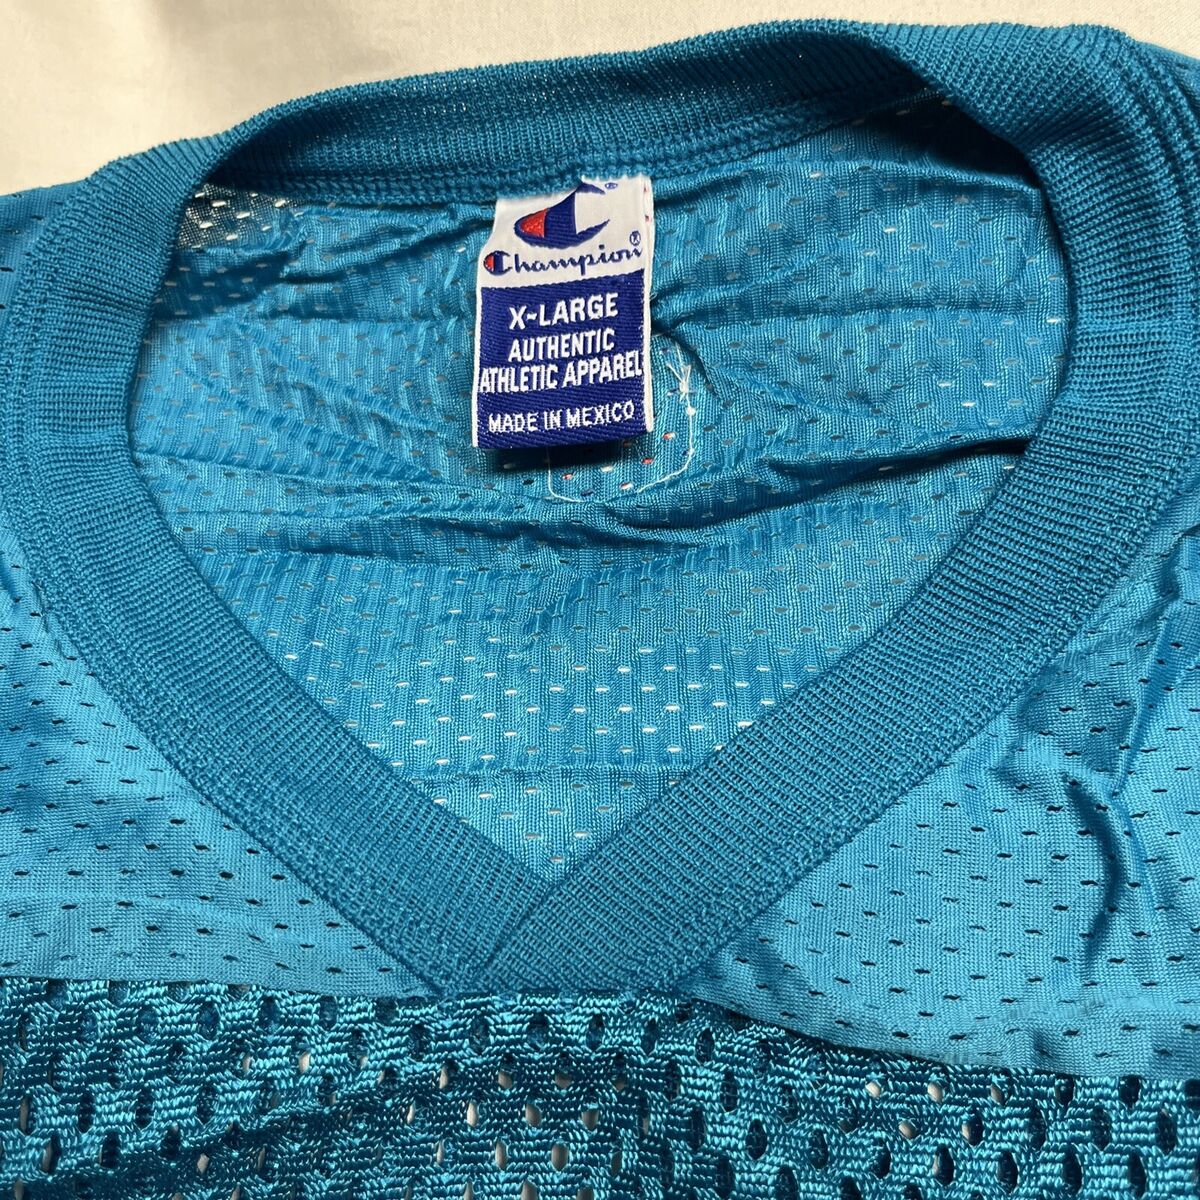 ®
Champion®
X-LARGE
AUTHENTIC
ATHLETIC APPAREL
MADE IN MEXICO